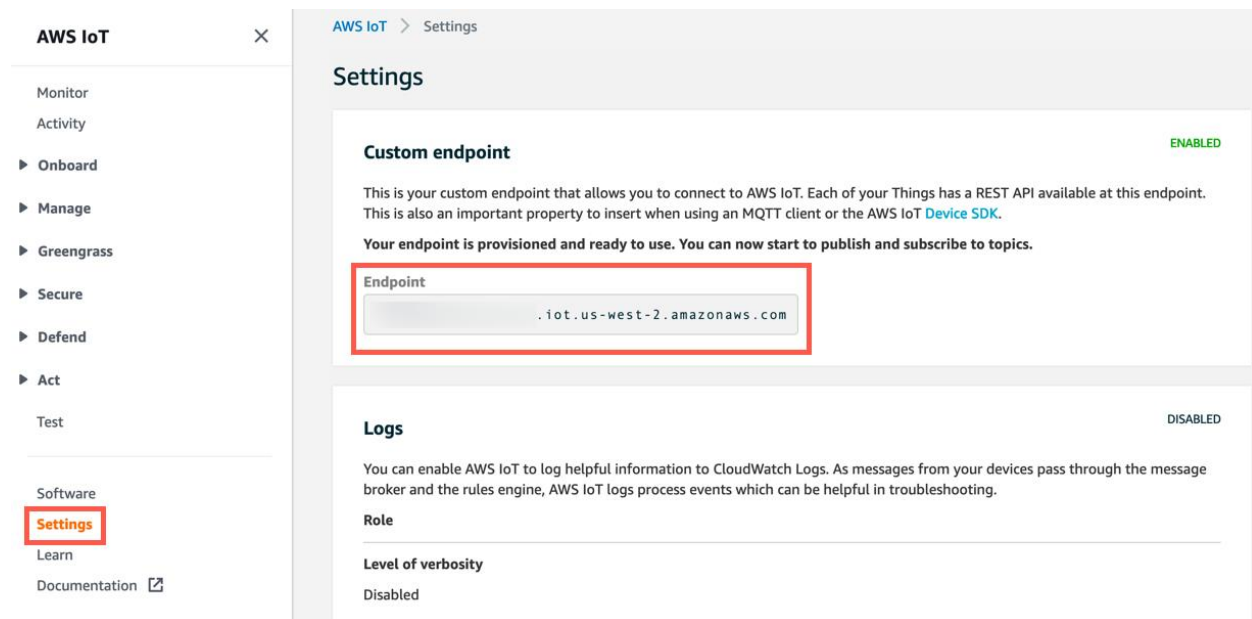 AWS IoT
Monitor
Activity
Onboard
Manage
Greengrass
Secure
Defend
Act
Test
Software
Settings
Learn
Documentation
AWS IoT > Settings
Settings
Custom endpoint
ENABLED
This is your custom endpoint that allows you to connect to AWS IoT. Each of your Things has a REST API available at this endpoint.
This is also an important property to insert when using an MQTT client or the AWS IoT Device SDK.
Your endpoint is provisioned and ready to use. You can now start to publish and subscribe to topics.
Endpoint
.iot.us-west-2.amazonaws.com
Logs
DISABLED
You can enable AWS IoT to log helpful information to CloudWatch Logs. As messages from your devices pass through the message
broker and the rules engine, AWS IoT logs process events which can be helpful in troubleshooting.
Role
Level of verbosity
Disabled